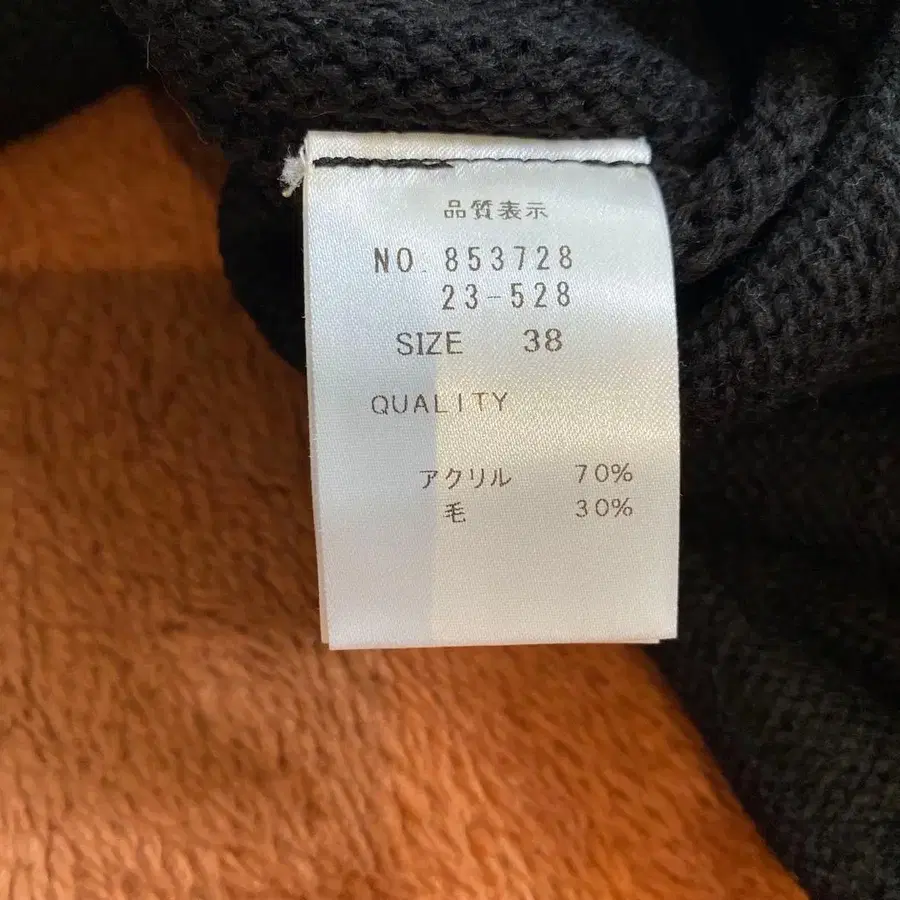 品質表示
NO. 853728
23-528
SIZE 38
QUALITY
アクリル 70%
毛 30%